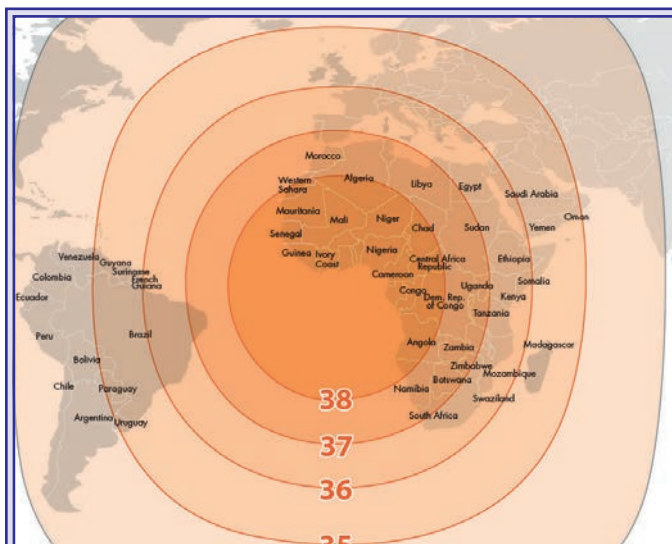 Morocco
Algeria
Libya
Egypt
Western
Sahara
Saudi Arabia
Mauritania
Mali
Niger
Chad
Sudan
Yemen
Oman
Senegal
Guinea
Ivory
Coast
Nigeria
Central Africa
Republic
Ethiopia
Venezuela
Guyana
Suriname
French
Guiana
Colombia
Cameroon
Congo
Dem. Rep.
of Congo
Uganda
Somalia
Kenya
Tanzania
Ecuador
Peru
Brazil
Angola
Zambia
Madagascar
Bolivia
Zimbabwe
Mozambique
Botswana
Chile
Paraguay
Namibia
Swaziland
38
Argentina
Uruguay
South Africa
37
36
35